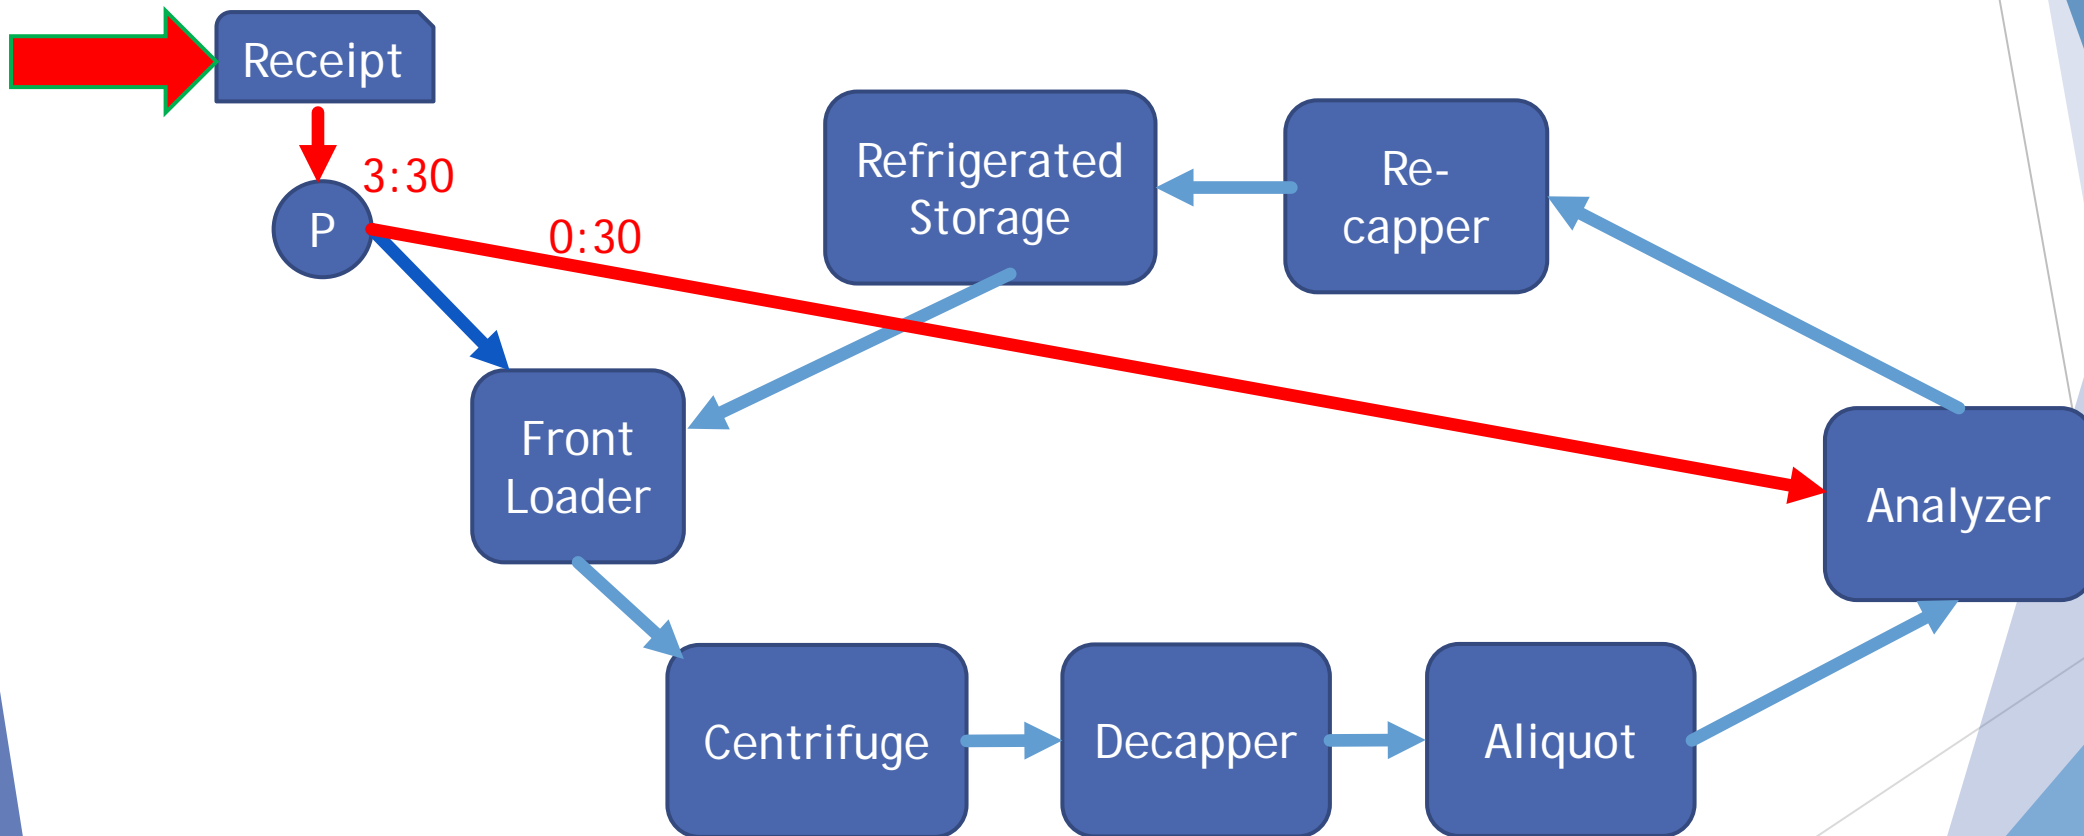 Receipt
3:30
P
0:30
Refrigerated
Storage
Re-
capper
Front
Loader
Analyzer
Centrifuge
Decapper
Aliquot